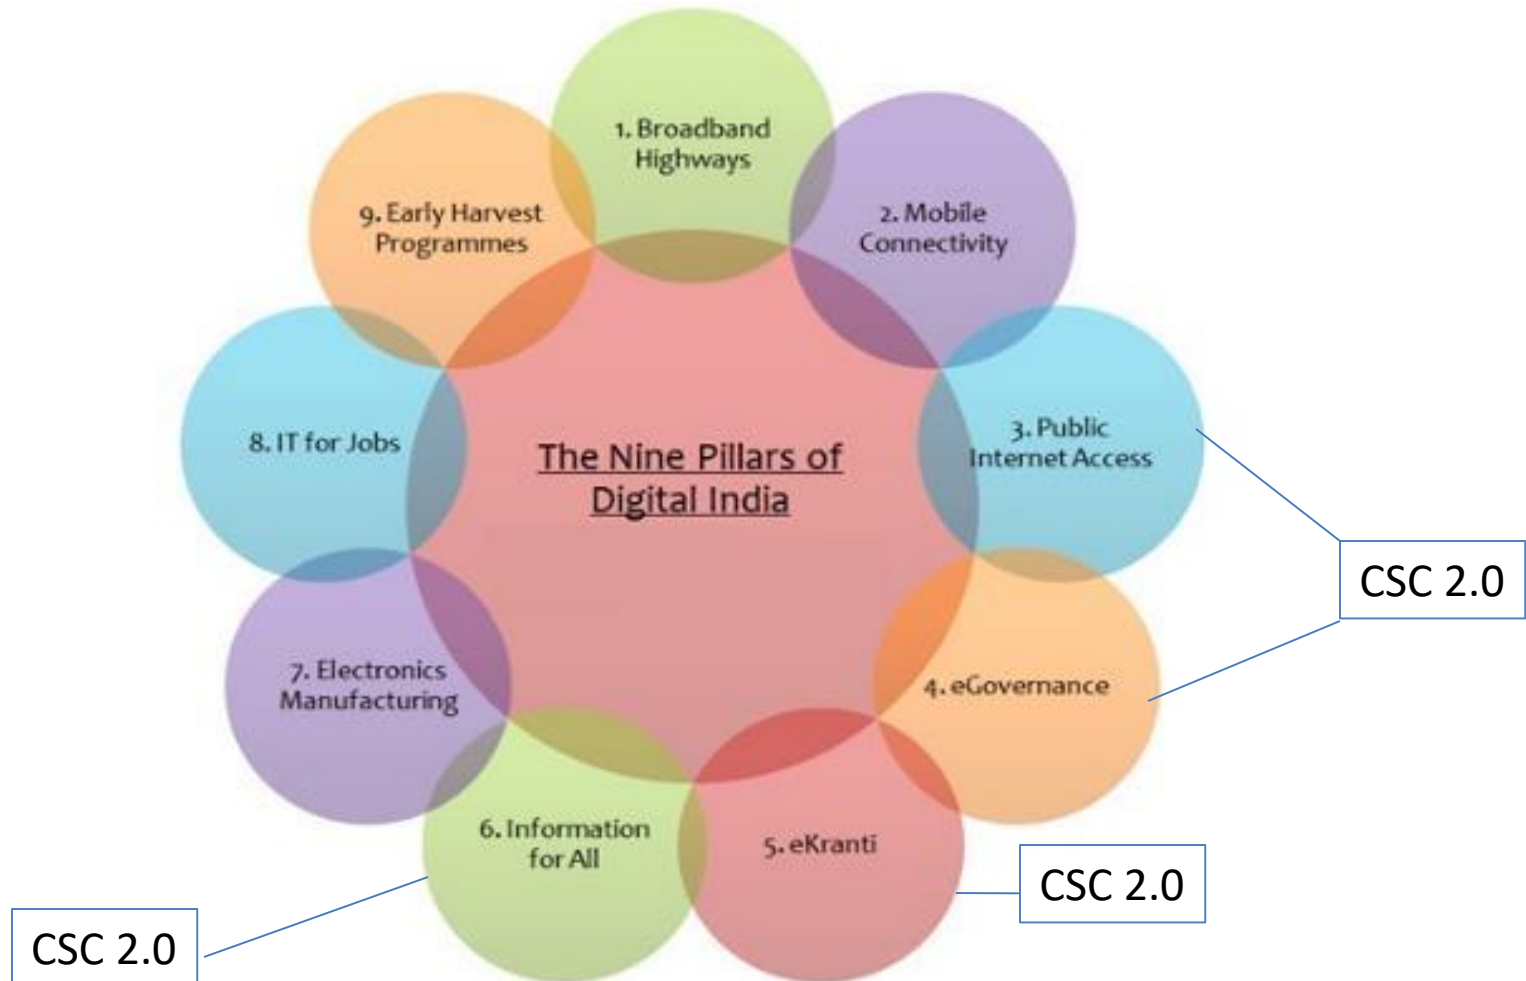 1. Broadband
Highways
2. Mobile
Connectivity
3. Public
Internet Access
4. eGovernance
5. eKranti
6. Information
for All
7. Electronics
Manufacturing
8. IT for Jobs
9. Early Harvest
Programmes
The Nine Pillars of
Digital India
CSC 2.0
CSC 2.0
CSC 2.0